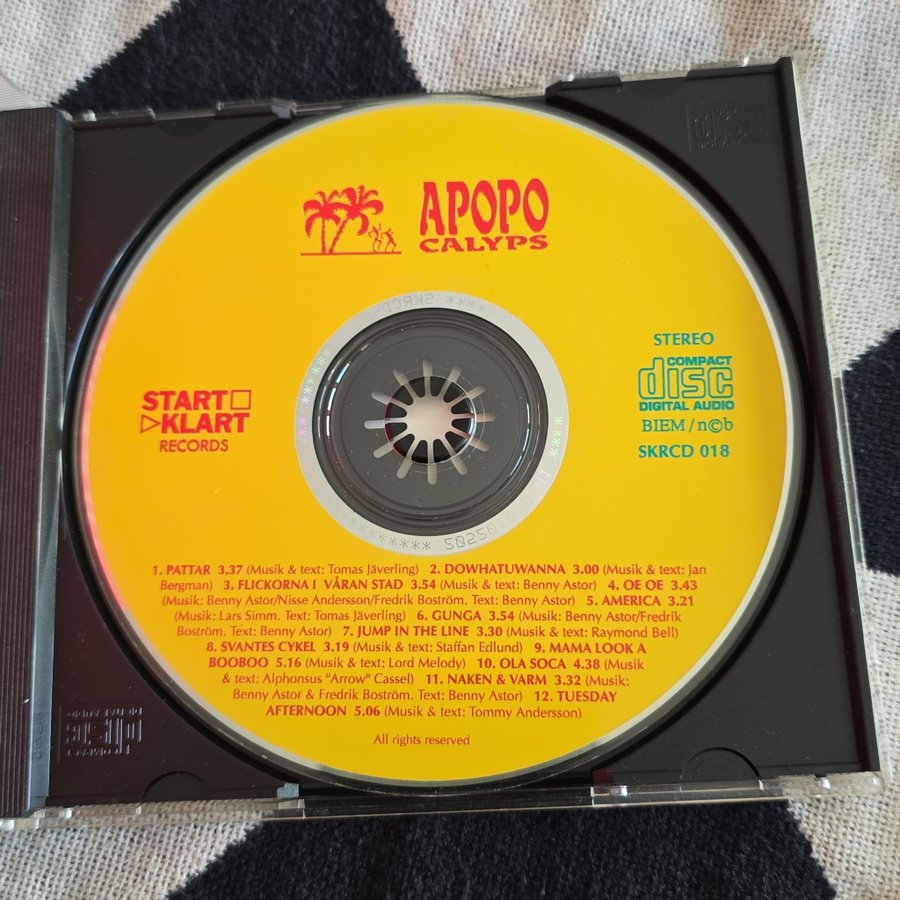 APOPO
CALYPS
STEREO
COMPACT
disc
DIGITAL AUDIO
BIEM / n©b
SKRCD 018
START
KLART
RECORDS
1. PATTAR 3.37 (Musik & text: Tomas Jäverling) 2. DOWHATUWANNA 3.00 (Musik & text: Jan
Bergman) 3. FLICKORNA I VÅRAN STAD 3.54 (Musik & text: Benny Astor) 4. OE OE 3.43
(Musik: Benny Astor/Nisse Andersson/Fredrik Boström. Text: Benny Astor) 5. AMERICA 3.21
(Musik: Lars Simm. Text: Tomas Jäverling) 6. GUNGA 3.54 (Musik: Benny Astor/Fredrik
Boström. Text: Benny Astor) 7. JUMP IN THE LINE 3.30 (Musik & text: Raymond Bell)
8. SVANTES CYKEL 3.19 (Musik & text: Staffan Edlund) 9. MAMA LOOK A
BOOBOO 5.16 (Musik & text: Lord Melody) 10. OLA SOCA 4.38 (Musik
& text: Alphonsus "Arrow" Cassel) 11. NAKEN & VARM 3.32 (Musik:
Benny Astor & Fredrik Boström. Text: Benny Astor) 12. TUESDAY
AFTERNOON 5.06 (Musik & text: Tommy Andersson)
All rights reserved